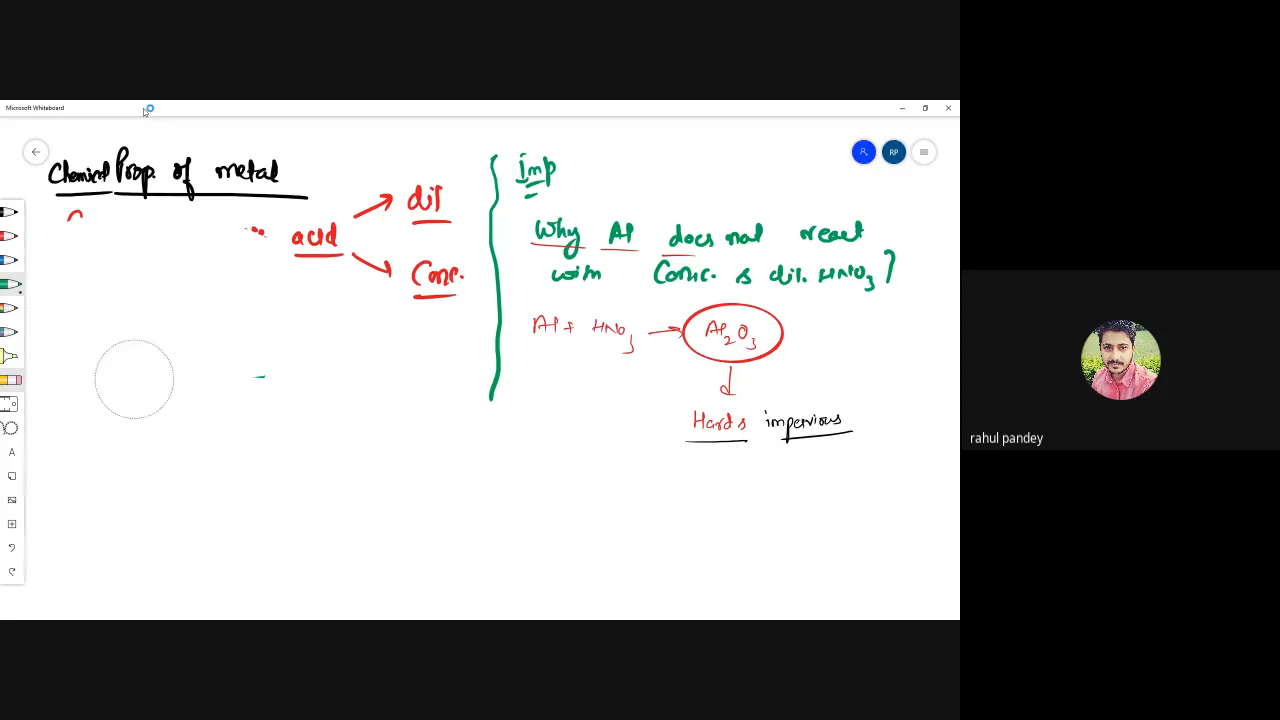 Microsoft Whiteboard
RP
Chemical Prop. of metal
acid
dil
Conc.
Imp
Why Al does not react
with Conc. & dil. HNO3?
Al + HNO3 → Al2O3
Hard & impervious
A
rahul pandey